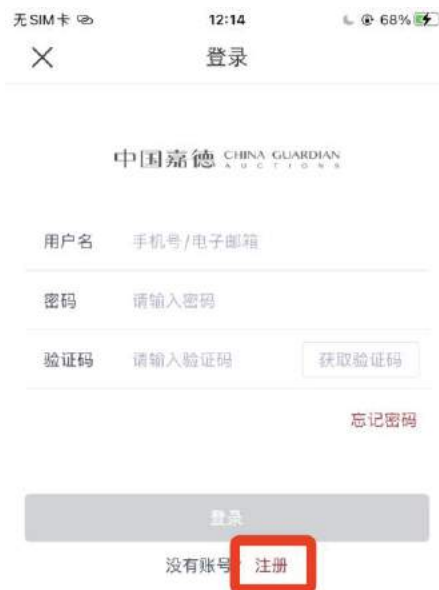 无SIM卡 12:14 68%
登录
中国嘉德 CHINA GUARDIAN
AUCTIONS
用户名 手机号/电子邮箱
密码 请输入密码
验证码 请输入验证码 获取验证码
忘记密码
登录
没有账号? 注册